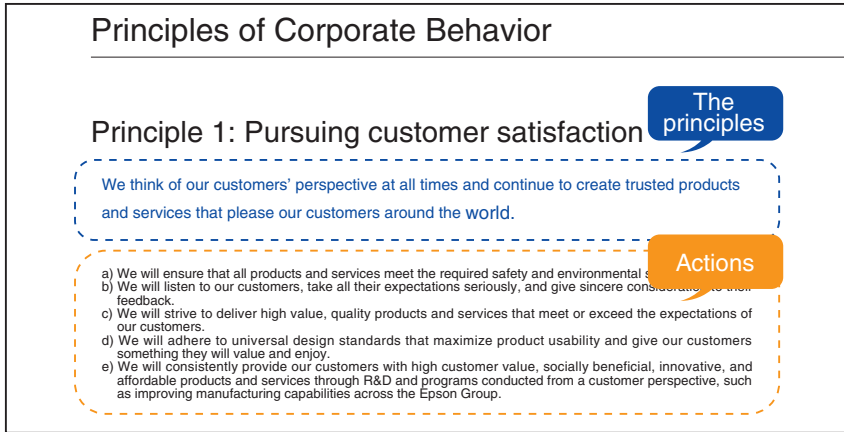 Principles of Corporate Behavior
The
principles
Principle 1: Pursuing customer satisfaction
We think of our customers' perspective at all times and continue to create trusted products
and services that please our customers around the world.
Actions
a) We will ensure that all products and services meet the required safety and environmental
b) We will listen to our customers, take all their expectations seriously, and give sincere
feedback.
c) We will strive to deliver high value, quality products and services that meet or exceed the expectations of
our customers.
d) We will adhere to universal design standards that maximize product usability and give our customers
something they will value and enjoy.
e) We will consistently provide our customers with high customer value, socially beneficial, innovative, and
affordable products and services through R&D and programs conducted from a customer perspective, such
as improving manufacturing capabilities across the Epson Group.